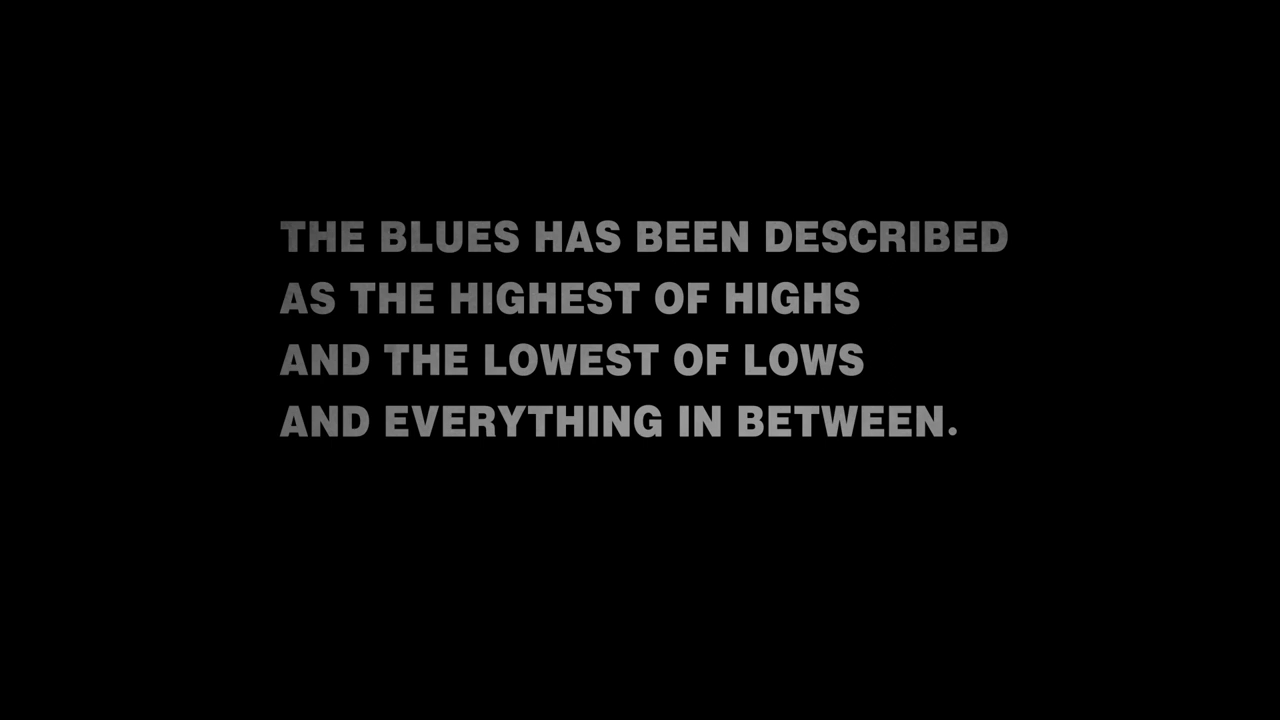 THE BLUES HAS BEEN DESCRIBED
AS THE HIGHEST OF HIGHS
AND THE LOWEST OF LOWS
AND EVERYTHING IN BETWEEN.